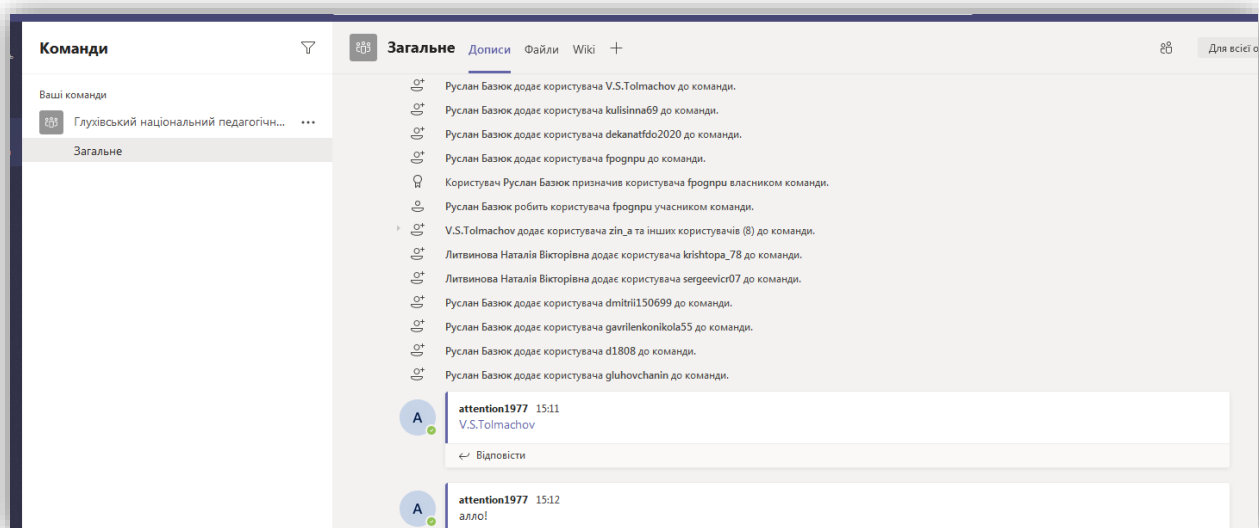 Команди
Ваші команди
Глухівський національний педагогічн...
Загальне
Загальне Дописи Файли Wiki
Для всієї о
Руслан Базюк додає користувача V.S.Tolmachov до команди.
Руслан Базюк додає користувача kulisinna69 до команди.
Руслан Базюк додає користувача dekanatfdo2020 до команди.
Руслан Базюк додає користувача fpognpu до команди.
Користувач Руслан Базюк призначив користувача fpognpu власником команди.
Руслан Базюк робить користувача fpognpu учасником команди.
V.S.Tolmachov додає користувача zin_a та інших користувачів (8) до команди.
Литвинова Наталія Вікторівна додає користувача krishtopa_78 до команди.
Литвинова Наталія Вікторівна додає користувача sergeevicr07 до команди.
Руслан Базюк додає користувача dmitrii150699 до команди.
Руслан Базюк додає користувача gavrilenkonikola55 до команди.
Руслан Базюк додає користувача d1808 до команди.
Руслан Базюк додає користувача gluhovchanin до команди.
A
attention1977 15:11
V.S.Tolmachov
Відповісти
A
attention1977 15:12
алло!